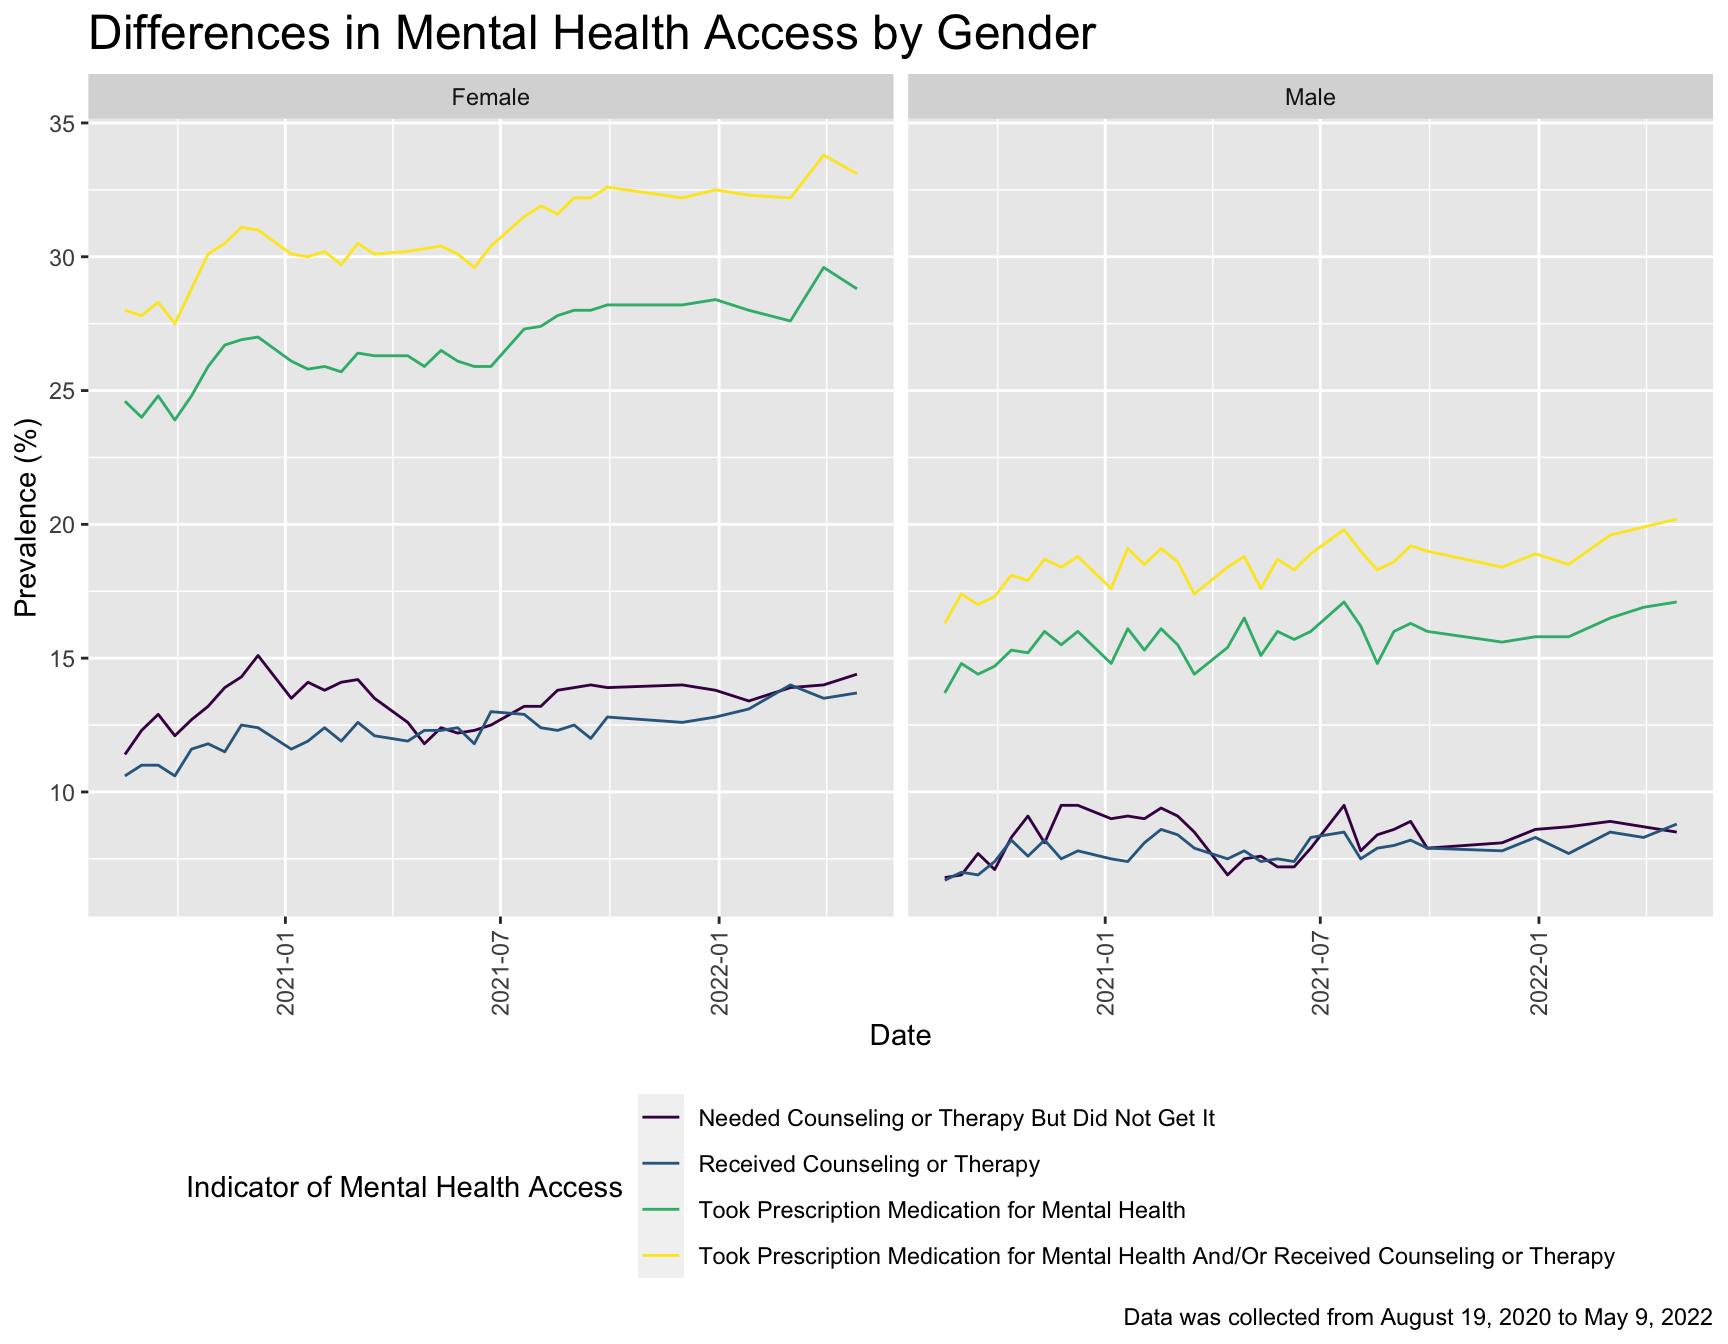 Differences in Mental Health Access by Gender
Female
Male
Prevalence (%)
35
30
25
20
15
10
2021-01
2021-07
2022-01
2021-01
2021-07
2022-01
Date
Indicator of Mental Health Access
Needed Counseling or Therapy But Did Not Get It
Received Counseling or Therapy
Took Prescription Medication for Mental Health
Took Prescription Medication for Mental Health And/Or Received Counseling or Therapy
Data was collected from August 19, 2020 to May 9, 2022